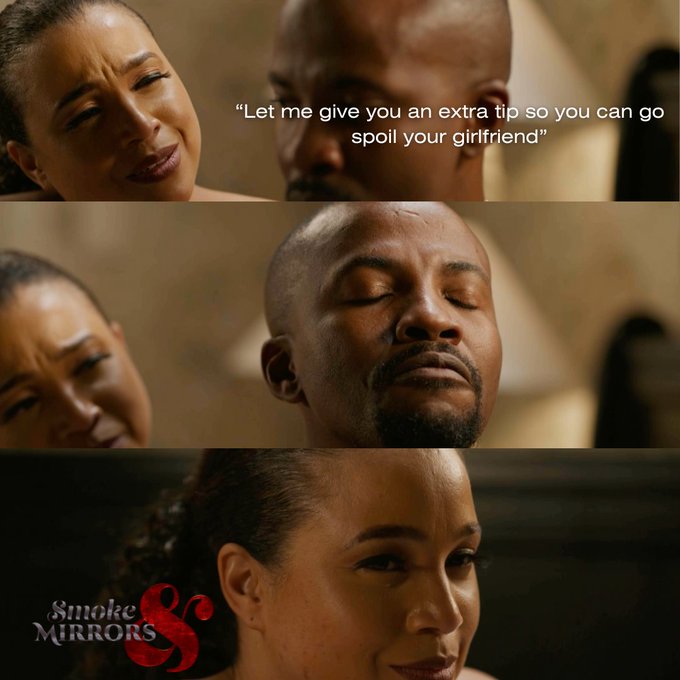 “Let me give you an extra tip so you can go
spoil your girlfriend”
Smoke
&
MIRRORS